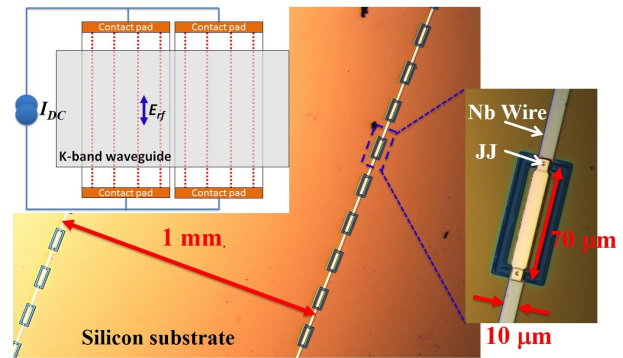 Contact pad Contact pad
I_DC
E_rf
K-band waveguide
Contact pad Contact pad
Nb Wire
JJ
1 mm
70 μm
10 μm
Silicon substrate